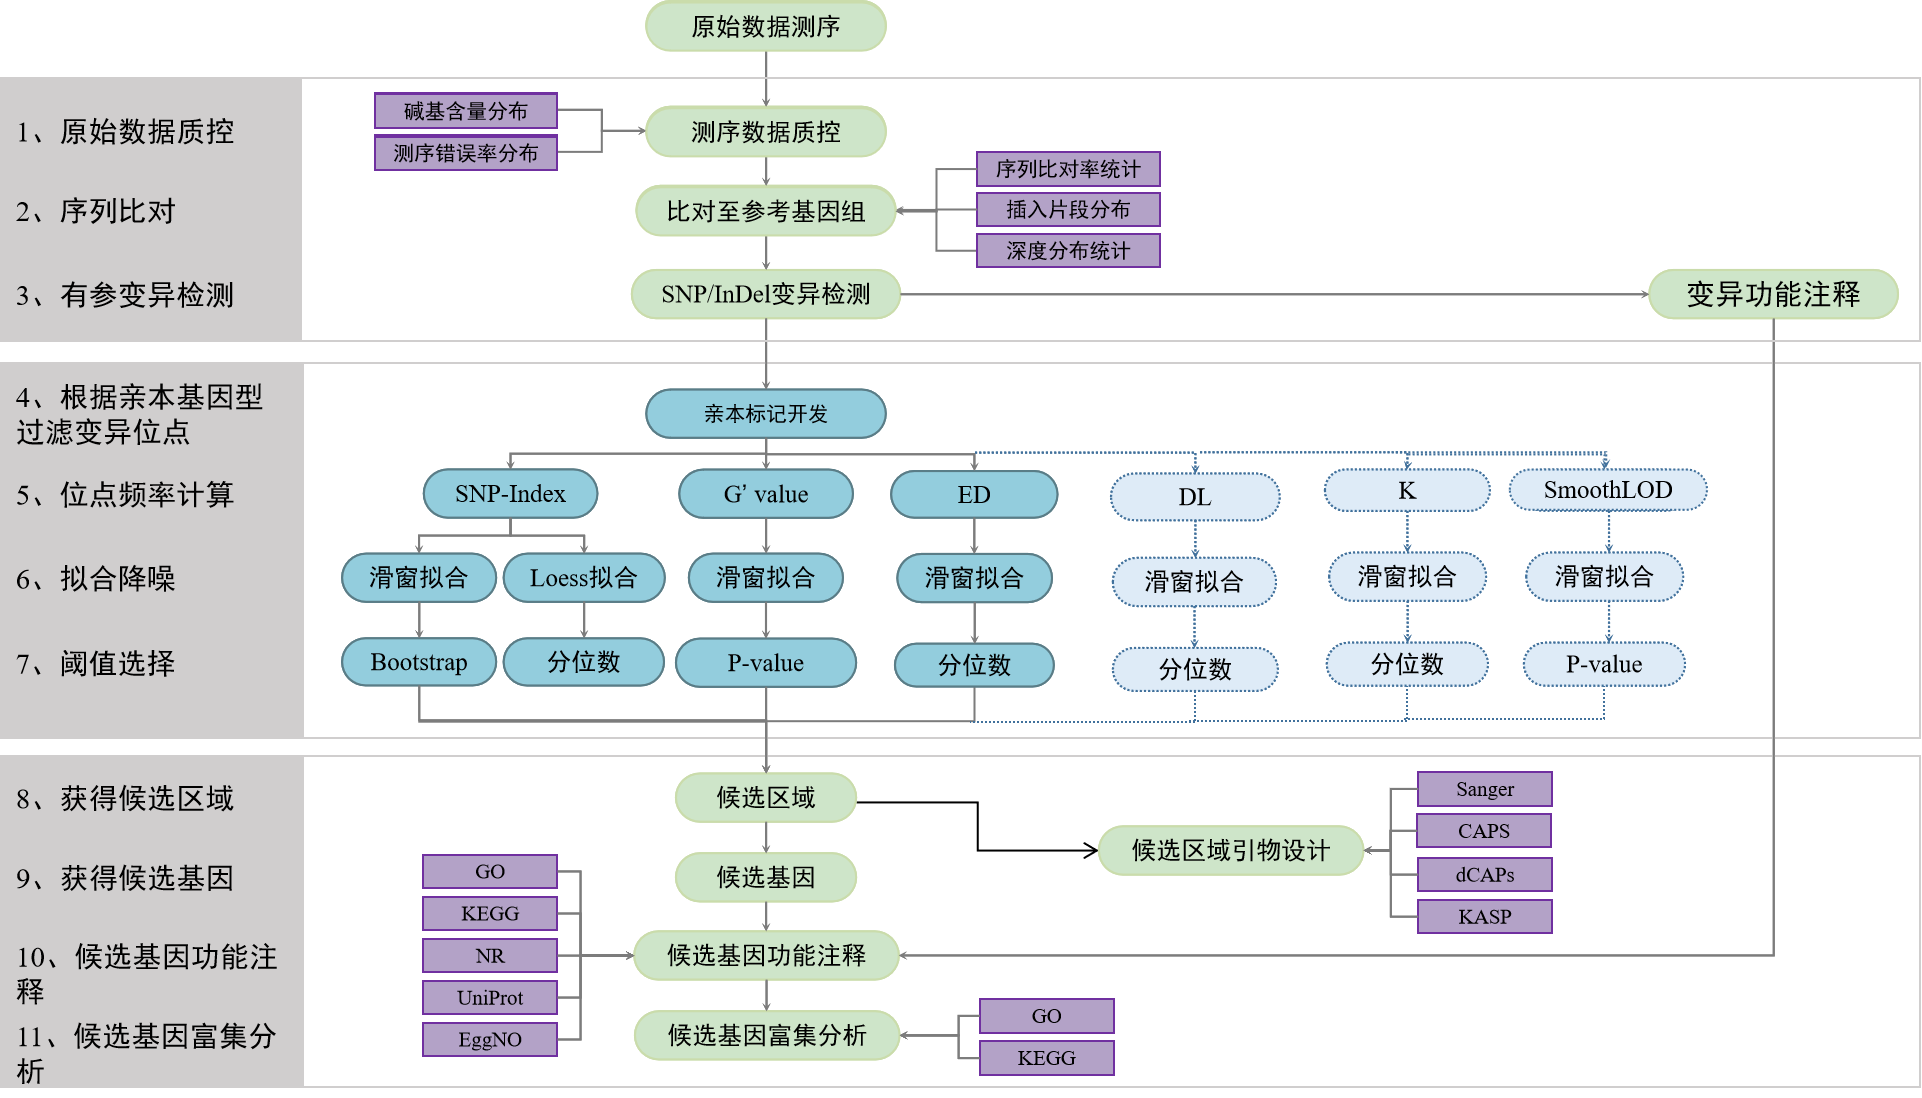 原始数据测序
1、原始数据质控
碱基含量分布
测序错误率分布
测序数据质控
2、序列比对
比对至参考基因组
序列比对率统计
插入片段分布
深度分布统计
3、有参变异检测
SNP/InDel变异检测
变异功能注释
4、根据亲本基因型
过滤变异位点
亲本标记开发
5、位点频率计算
SNP-Index
G’ value
ED
DL
K
SmoothLOD
6、拟合降噪
滑窗拟合
Loess拟合
滑窗拟合
滑窗拟合
滑窗拟合
滑窗拟合
滑窗拟合
7、阈值选择
Bootstrap
分位数
P-value
分位数
分位数
分位数
P-value
8、获得候选区域
候选区域
候选区域引物设计
Sanger
CAPS
dCAPs
KASP
9、获得候选基因
候选基因
GO
KEGG
NR
UniProt
EggNO
10、候选基因功能注
释
候选基因功能注释
11、候选基因富集分
析
候选基因富集分析
GO
KEGG